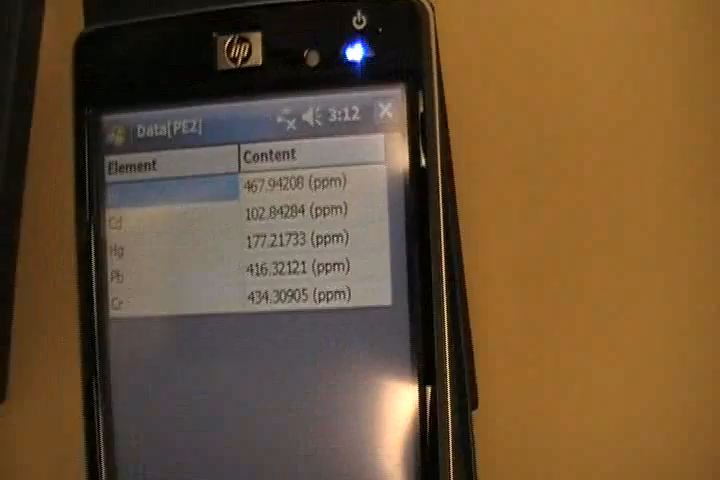 hp
Data[PE2] 3:12
Element Content
467.94208 (ppm)
Cd 102.84284 (ppm)
Hg 177.21733 (ppm)
Pb 416.32121 (ppm)
Cr 434.30905 (ppm)